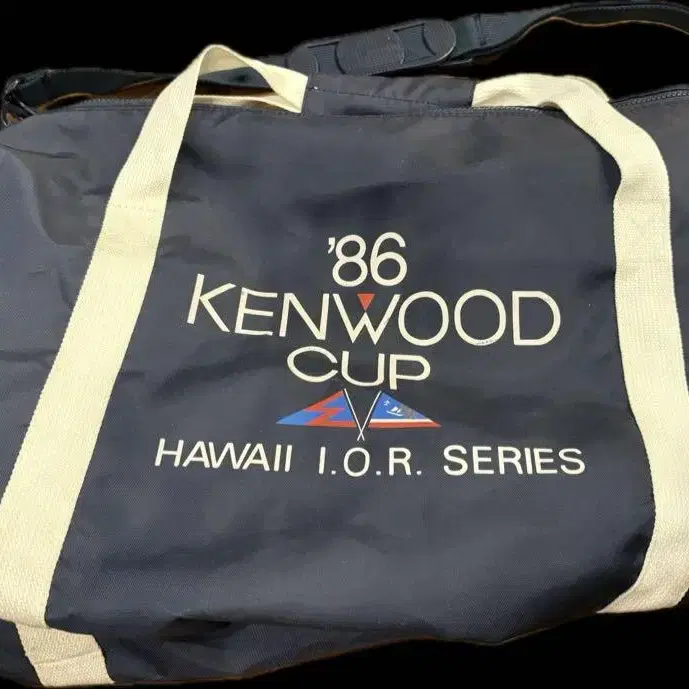 '86
KENWOOD
CUP
HAWAII I.O.R. SERIES